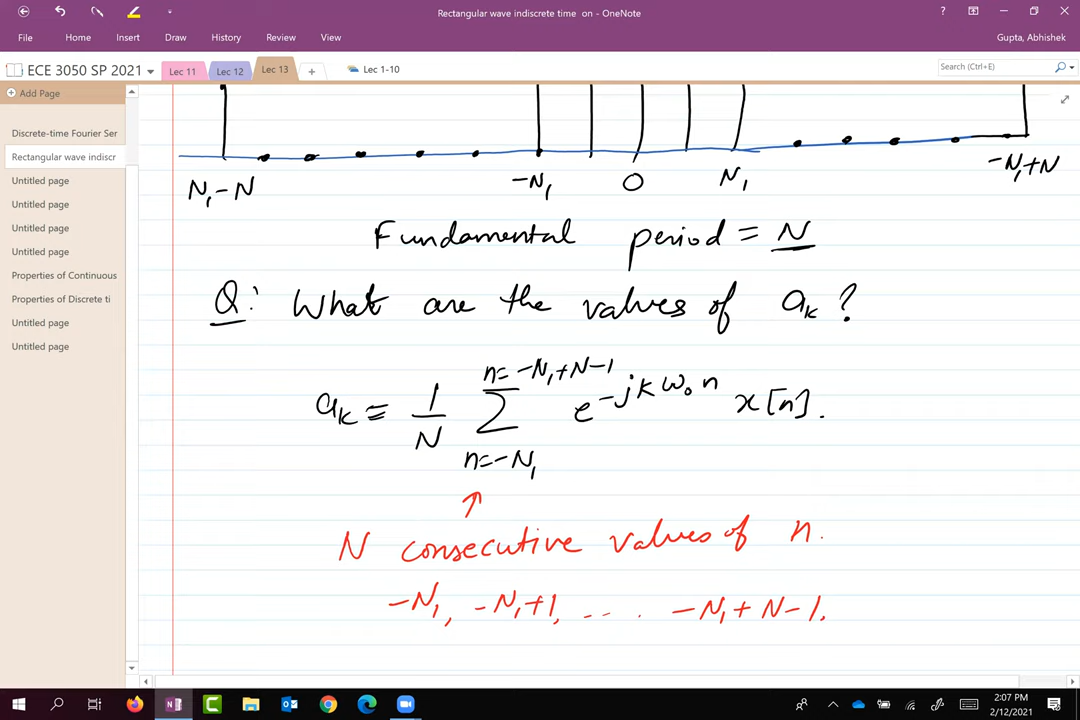 Rectangular wave indiscrete time on - OneNote
File Home Insert Draw History Review View
Gupta, Abhishek
ECE 3050 SP 2021
Lec 11 Lec 12 Lec 13 + Lec 1-10
Search (Ctrl+E)
Add Page
Discrete-time Fourier Ser
Rectangular wave indiscr
Untitled page
Untitled page
Untitled page
Untitled page
Properties of Continuous
Properties of Discrete ti
Untitled page
Untitled page
N₁-N -N₁ 0 N₁ -N₁+N
Fundamental period = N
Q: What are the values of aₖ?
n=-N₁+N-1
aₖ = 1/N Σ e^{-jkω₀n} x[n].
n=-N₁
↑
N consecutive values of n.
-N₁, -N₁+1, .... -N₁+N-1.
2:07 PM
2/12/2021